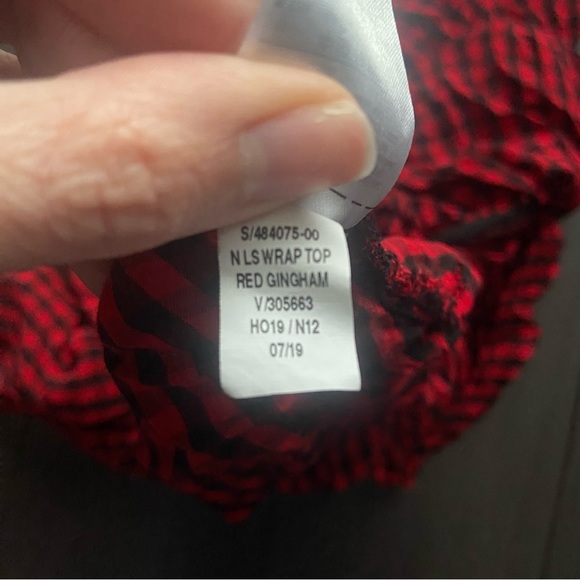 S/484075-00
N LS WRAP TOP
RED GINGHAM
V/305663
HO19 / N12
07/19